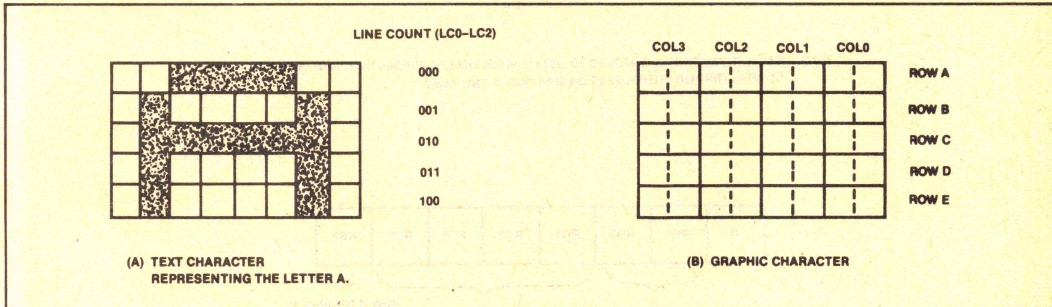 LINE COUNT (LC0–LC2)
000
001
010
011
100
(A) TEXT CHARACTER
REPRESENTING THE LETTER A.
COL3 COL2 COL1 COL0
ROW A
ROW B
ROW C
ROW D
ROW E
(B) GRAPHIC CHARACTER